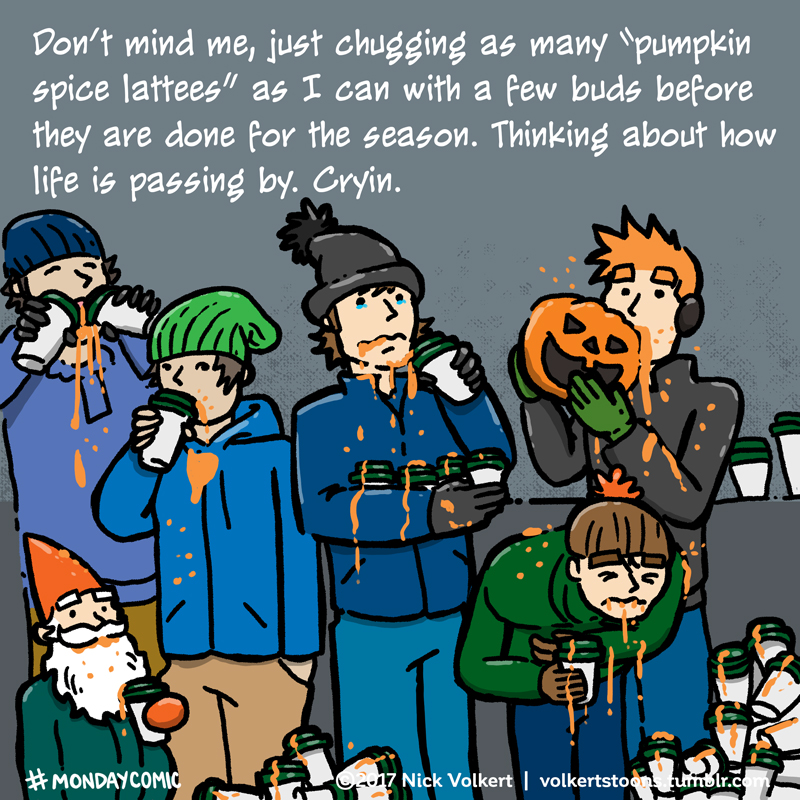 Don't mind me, just chugging as many "pumpkin
spice lattees" as I can with a few buds before
they are done for the season. Thinking about how
life is passing by. Cryin.
#MONDAYCOMIC
©2017 Nick Volkert | volkertstoons.tumblr.com